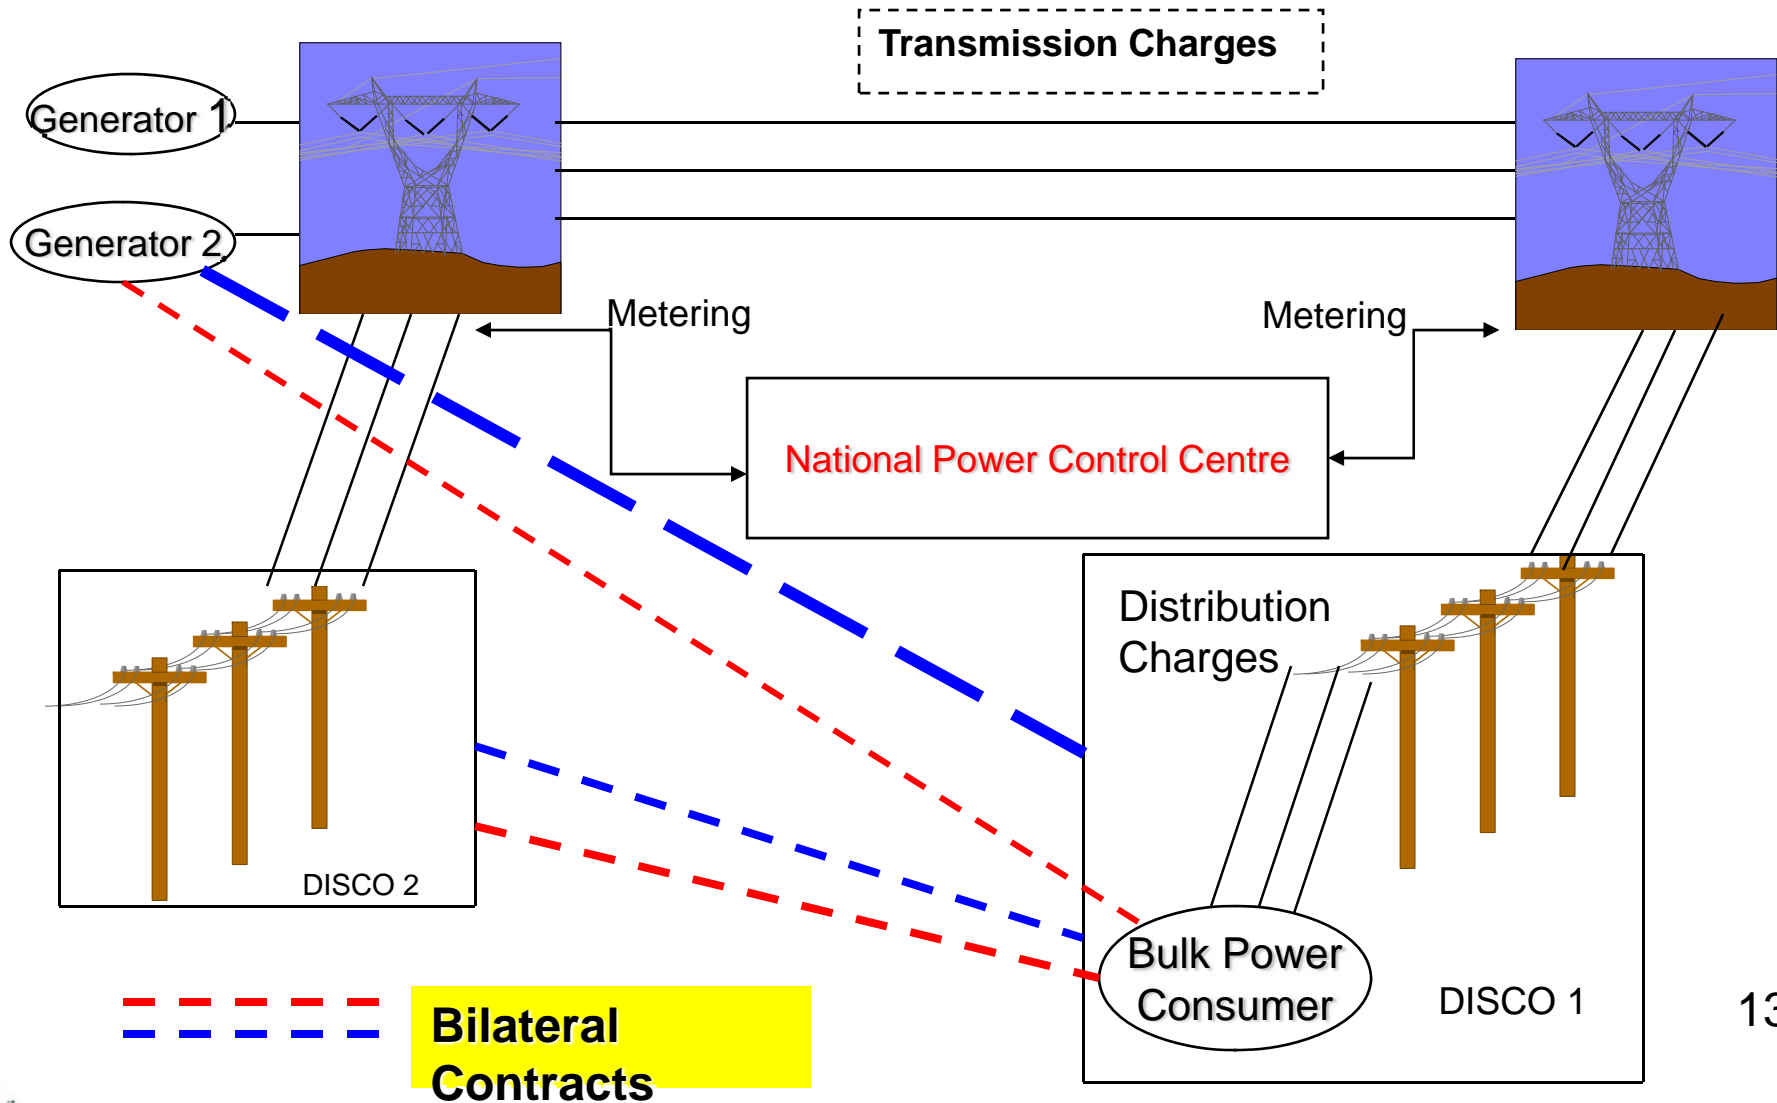 Transmission Charges
Generator 1
Generator 2
Metering
Metering
National Power Control Centre
Distribution
Charges
DISCO 2
Bulk Power
Consumer
DISCO 1
13
Bilateral
Contracts